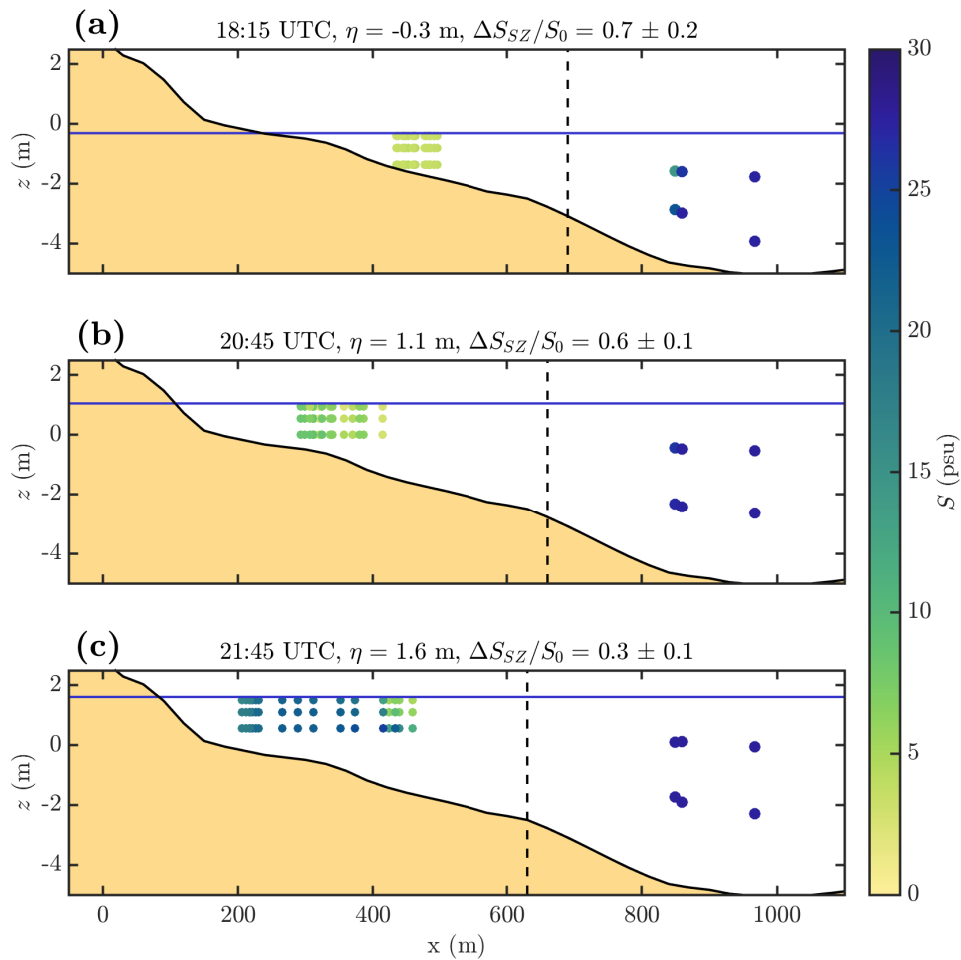 (a)
18:15 UTC, η = -0.3 m, ΔS_SZ/S_0 = 0.7 ± 0.2
2
0
-2
-4
z (m)
(b)
20:45 UTC, η = 1.1 m, ΔS_SZ/S_0 = 0.6 ± 0.1
2
0
-2
-4
z (m)
(c)
21:45 UTC, η = 1.6 m, ΔS_SZ/S_0 = 0.3 ± 0.1
2
0
-2
-4
z (m)
0 200 400 600 800 1000
x (m)
30
25
20
15
10
5
0
S (psu)